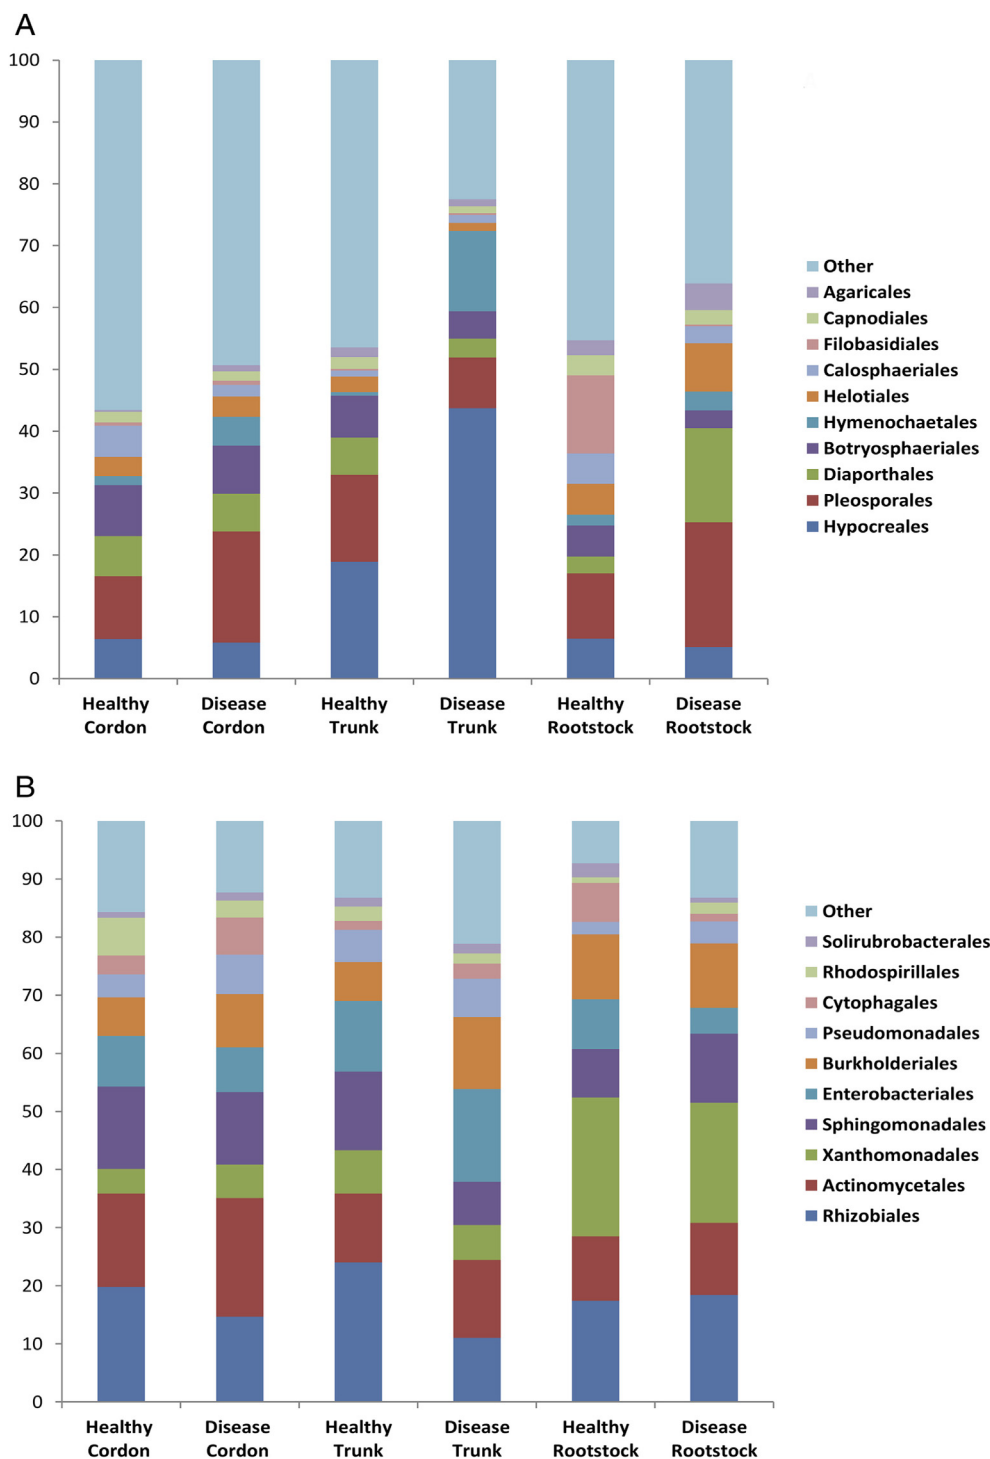 A
100
90
80
70
60
50
40
30
20
10
0
Healthy Cordon
Disease Cordon
Healthy Trunk
Disease Trunk
Healthy Rootstock
Disease Rootstock
Other
Agaricales
Capnodiales
Filobasidiales
Calosphaeriales
Helotiales
Hymenochaetales
Botryosphaeriales
Diaporthales
Pleosporales
Hypocreales
B
100
90
80
70
60
50
40
30
20
10
0
Healthy Cordon
Disease Cordon
Healthy Trunk
Disease Trunk
Healthy Rootstock
Disease Rootstock
Other
Solirubrobacterales
Rhodospirillales
Cytophagales
Pseudomonadales
Burkholderiales
Enterobacteriales
Sphingomonadales
Xanthomonadales
Actinomycetales
Rhizobiales